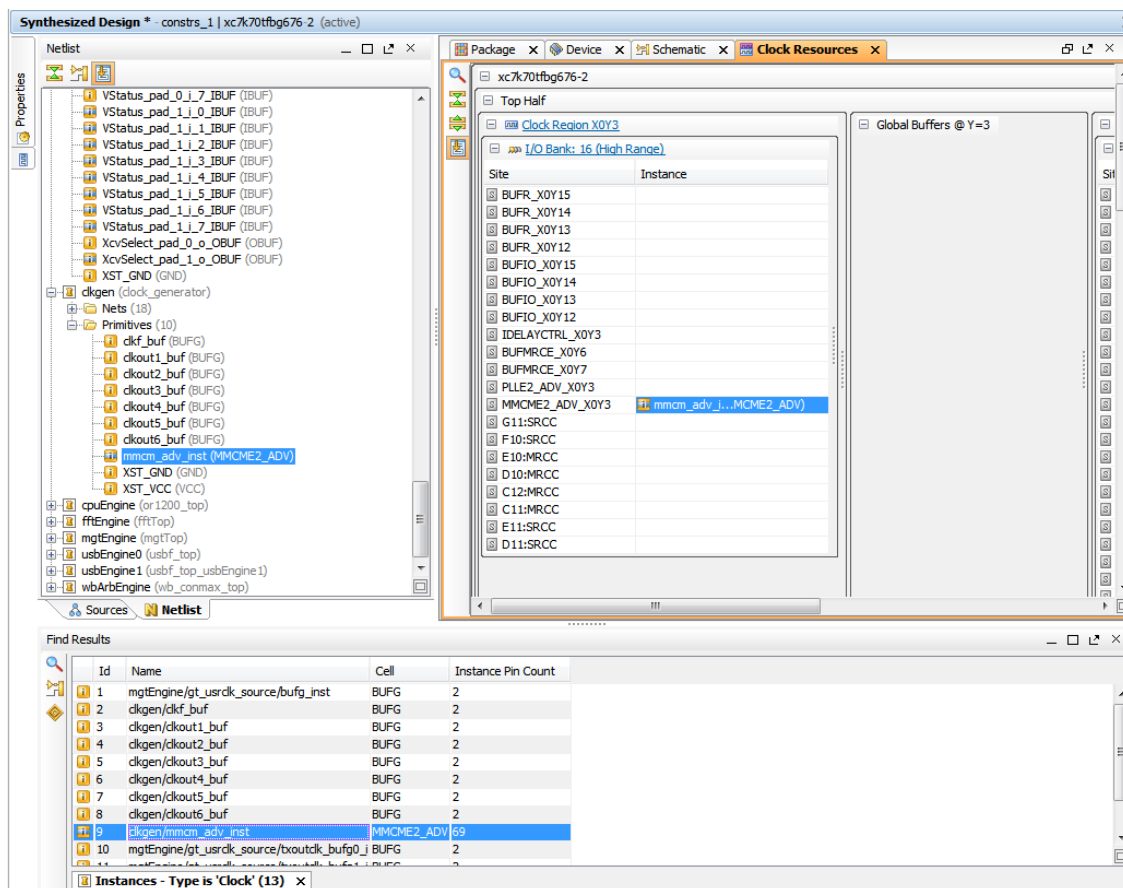 Synthesized Design * - constrs_1 | xc7k70tfbg676-2 (active)
Properties
Netlist
VStatus_pad_0_i_7_IBUF (IBUF)
VStatus_pad_1_i_0_IBUF (IBUF)
VStatus_pad_1_i_1_IBUF (IBUF)
VStatus_pad_1_i_2_IBUF (IBUF)
VStatus_pad_1_i_3_IBUF (IBUF)
VStatus_pad_1_i_4_IBUF (IBUF)
VStatus_pad_1_i_5_IBUF (IBUF)
VStatus_pad_1_i_6_IBUF (IBUF)
VStatus_pad_1_i_7_IBUF (IBUF)
XcvSelect_pad_0_o_OBUF (OBUF)
XcvSelect_pad_1_o_OBUF (OBUF)
XST_GND (GND)
clkgen (clock_generator)
Nets (18)
Primitives (10)
clkf_buf (BUFG)
clkout1_buf (BUFG)
clkout2_buf (BUFG)
clkout3_buf (BUFG)
clkout4_buf (BUFG)
clkout5_buf (BUFG)
clkout6_buf (BUFG)
mmcm_adv_inst (MMCME2_ADV)
XST_GND (GND)
XST_VCC (VCC)
cpuEngine (or1200_top)
fftEngine (fftTop)
mgtEngine (mgtTop)
usbEngine0 (usbf_top)
usbEngine1 (usbf_top_usbEngine1)
wbArbEngine (wb_conmax_top)
Sources Netlist
Package Device Schematic Clock Resources
xc7k70tfbg676-2
Top Half
Clock Region X0Y3
Global Buffers @ Y=3
I/O Bank: 16 (High Range)
Site Instance
BUFR_X0Y15
BUFR_X0Y14
BUFR_X0Y13
BUFR_X0Y12
BUFIO_X0Y15
BUFIO_X0Y14
BUFIO_X0Y13
BUFIO_X0Y12
IDELAYCTRL_X0Y3
BUFMRCE_X0Y6
BUFMRCE_X0Y7
PLLE2_ADV_X0Y3
MMCME2_ADV_X0Y3 mmcm_adv_i...MCME2_ADV)
G11:SRCC
F10:SRCC
E10:MRCC
D10:MRCC
C12:MRCC
C11:MRCC
E11:SRCC
D11:SRCC
Find Results
Id Name Cell Instance Pin Count
1 mgtEngine/gt_usrclk_source/bufg_inst BUFG 2
2 clkgen/clkf_buf BUFG 2
3 clkgen/clkout1_buf BUFG 2
4 clkgen/clkout2_buf BUFG 2
5 clkgen/clkout3_buf BUFG 2
6 clkgen/clkout4_buf BUFG 2
7 clkgen/clkout5_buf BUFG 2
8 clkgen/clkout6_buf BUFG 2
9 clkgen/mmcm_adv_inst MMCME2_ADV 69
10 mgtEngine/gt_usrclk_source/txoutclk_bufg0_i BUFG 2
Instances - Type is 'Clock' (13)